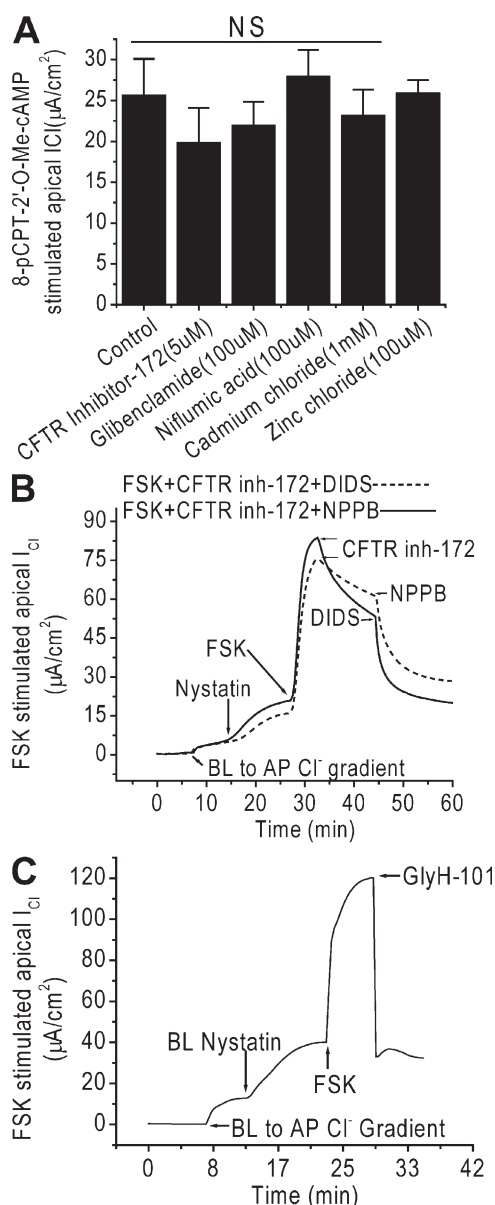 A
NS
8-pCPT-2'-O-Me-cAMP
stimulated apical ICl(μA/cm²)
35
30
25
20
15
10
5
0
Control
CFTR Inhibitor-172(5uM)
Glibenclamide(100uM)
Niflumic acid(100uM)
Cadmium chloride(1mM)
Zinc chloride(100uM)
B
FSK+CFTR inh-172+DIDS
FSK+CFTR inh-172+NPPB
FSK stimulated apical I_Cl
(μA/cm²)
90
75
60
45
30
15
0
CFTR inh-172
NPPB
DIDS
FSK
Nystatin
BL to AP Cl⁻ gradient
0 10 20 30 40 50 60
Time (min)
C
FSK stimulated apical I_Cl
(μA/cm²)
120
100
80
60
40
20
0
GlyH-101
BL Nystatin
FSK
BL to AP Cl⁻ Gradient
0 8 17 25 33 42
Time (min)